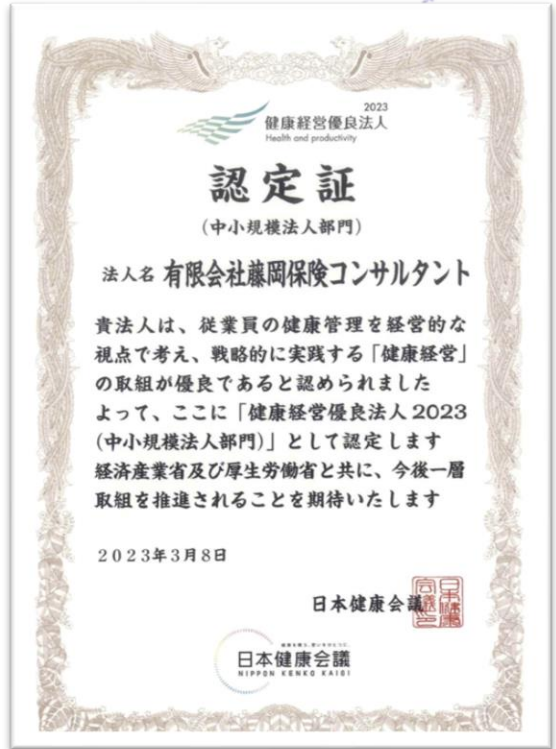 2023
健康経営優良法人
Health and productivity
認定証
(中小規模法人部門)
法人名 有限会社藤岡保険コンサルタント
貴法人は、従業員の健康管理を経営的な
視点で考え、戦略的に実践する「健康経営」
の取組が優良であると認められました
よって、ここに「健康経営優良法人2023
(中小規模法人部門)」として認定します
経済産業省及び厚生労働省と共に、今後一層
取組を推進されることを期待いたします
2023年3月8日
日本健康会議
日本健康会議
NIPPON KENKO KAIGI